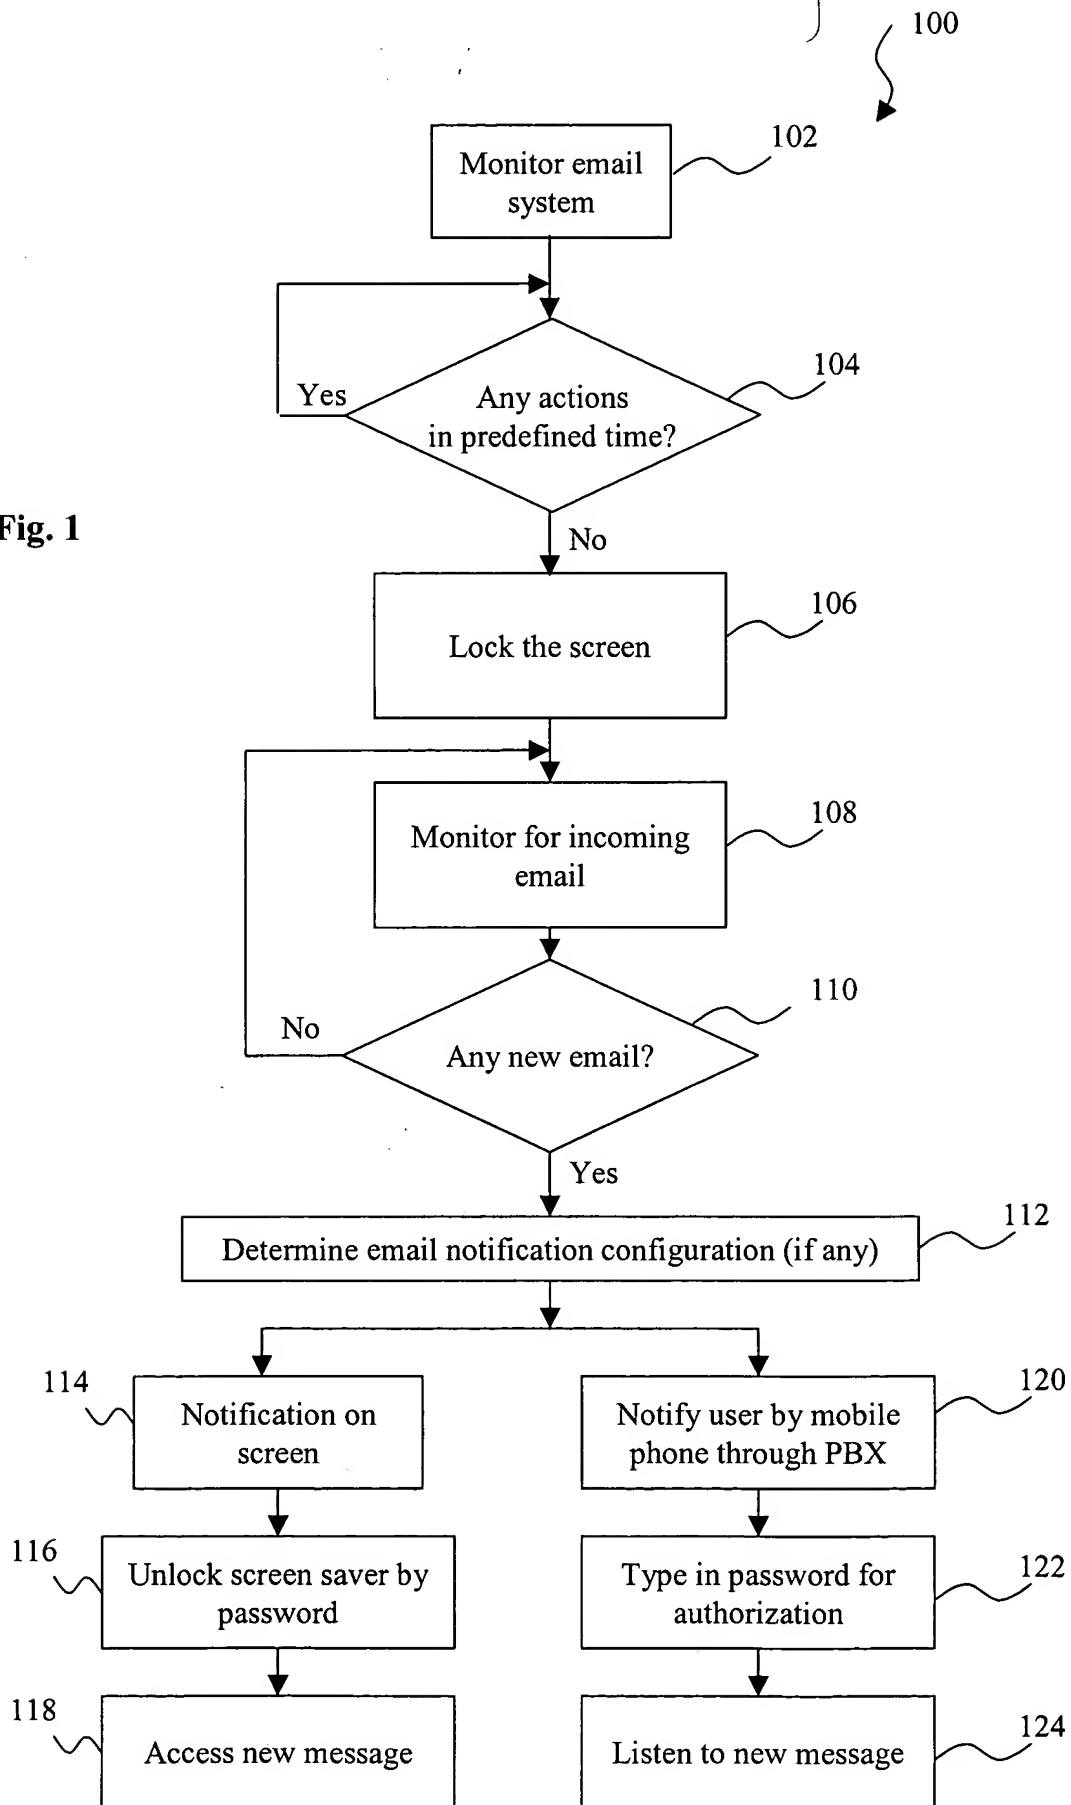 100
102
Monitor email
system
104
Yes
Any actions
in predefined time?
Fig. 1
No
106
Lock the screen
108
Monitor for incoming
email
110
No
Any new email?
Yes
112
Determine email notification configuration (if any)
114
Notification on
screen
120
Notify user by mobile
phone through PBX
116
Unlock screen saver by
password
122
Type in password for
authorization
118
Access new message
124
Listen to new message